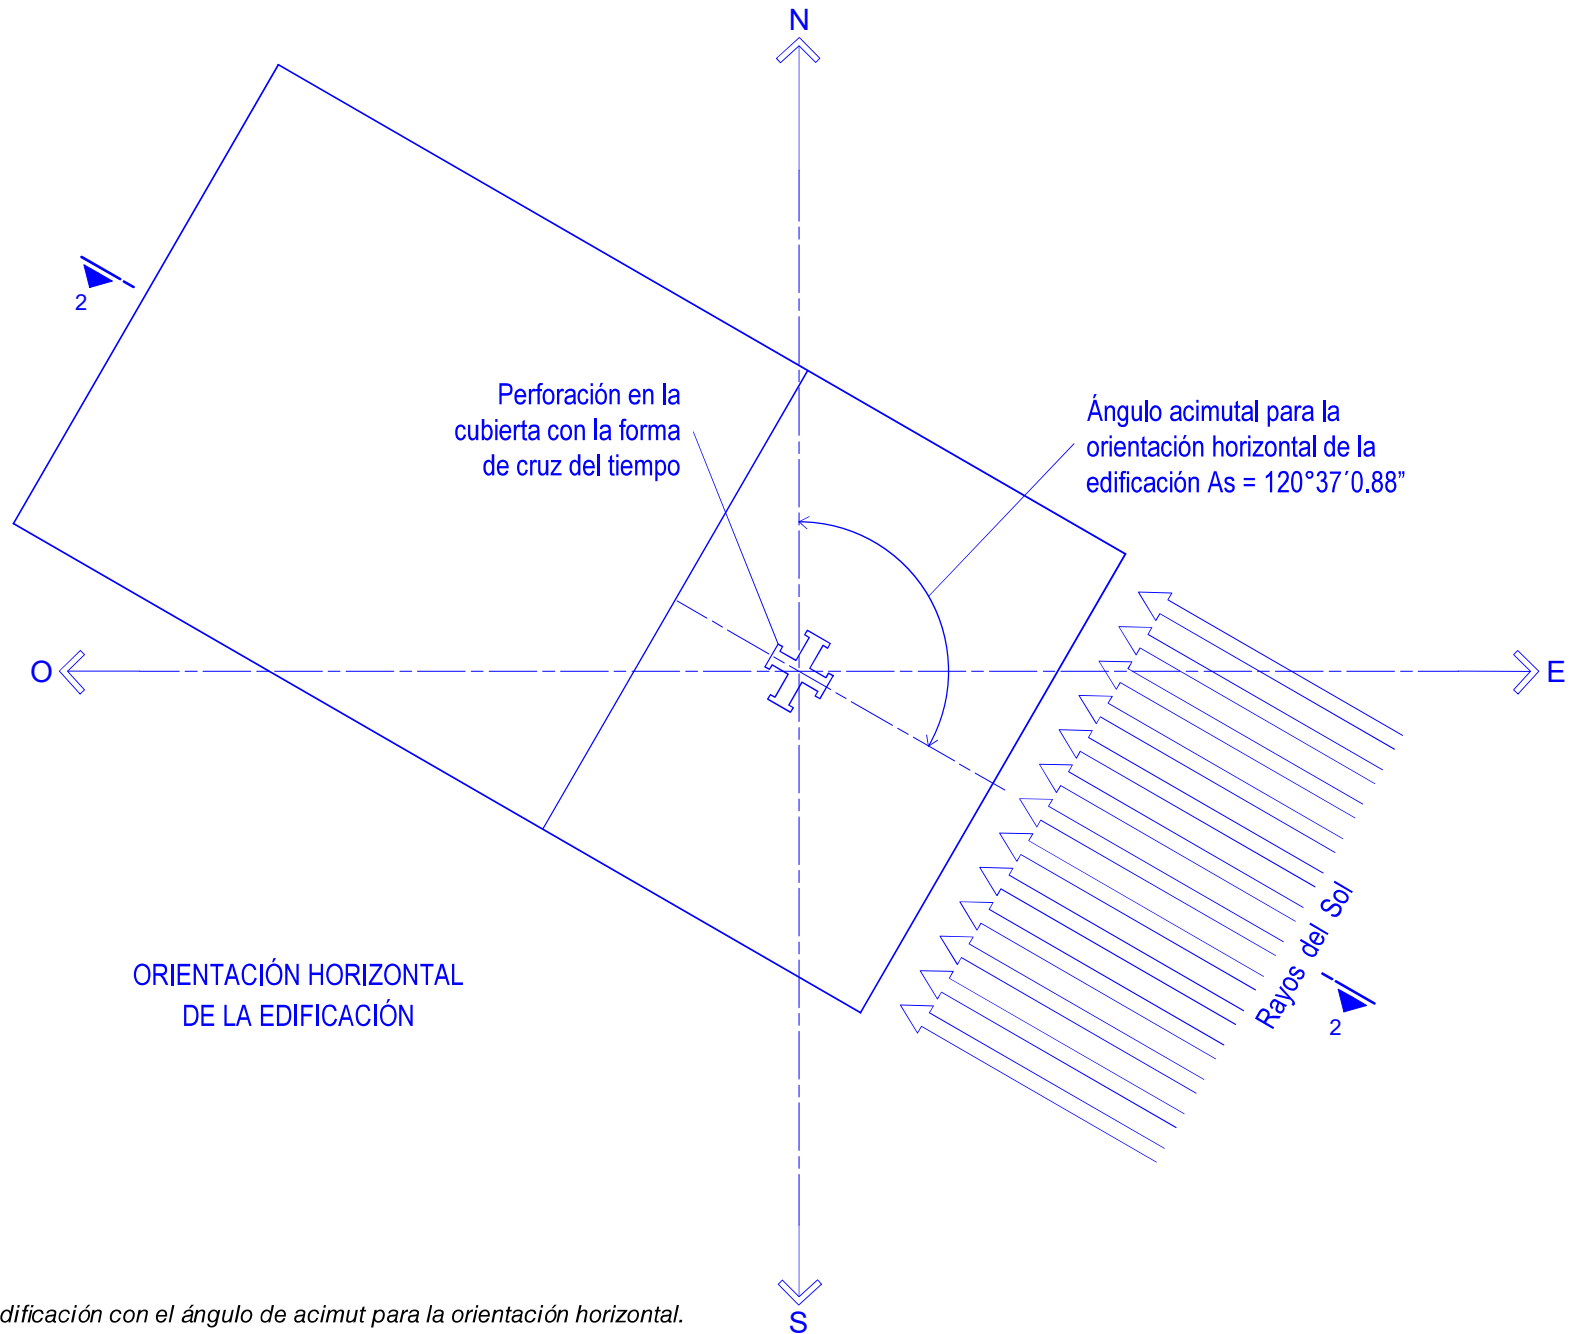 N
2
Perforación en la
cubierta con la forma
de cruz del tiempo
Ángulo acimutal para la
orientación horizontal de la
edificación As = 120°37´0.88”
O
E
Rayos del Sol
2
ORIENTACIÓN HORIZONTAL
DE LA EDIFICACIÓN
dificación con el ángulo de acimut para la orientación horizontal.
S